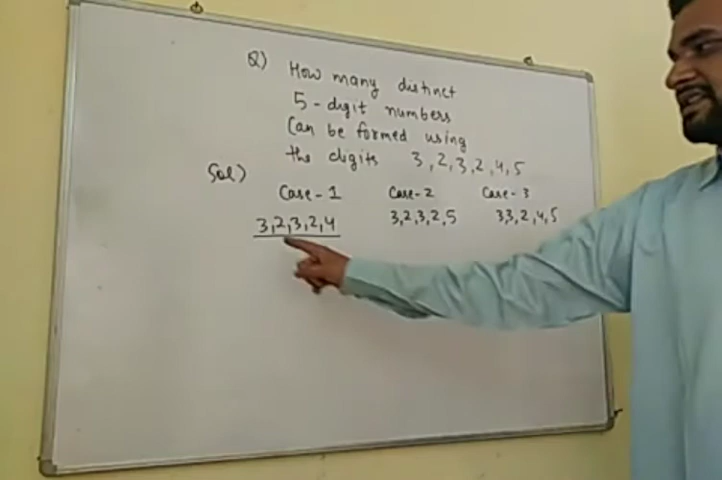 Q) How many distinct
5-digit numbers
Can be formed using
the digits 3,2,3,2,4,5
Sol)
Case-1 Case-2 Case-3
3,2,3,2,4 3,2,3,2,5 3,3,2,4,5